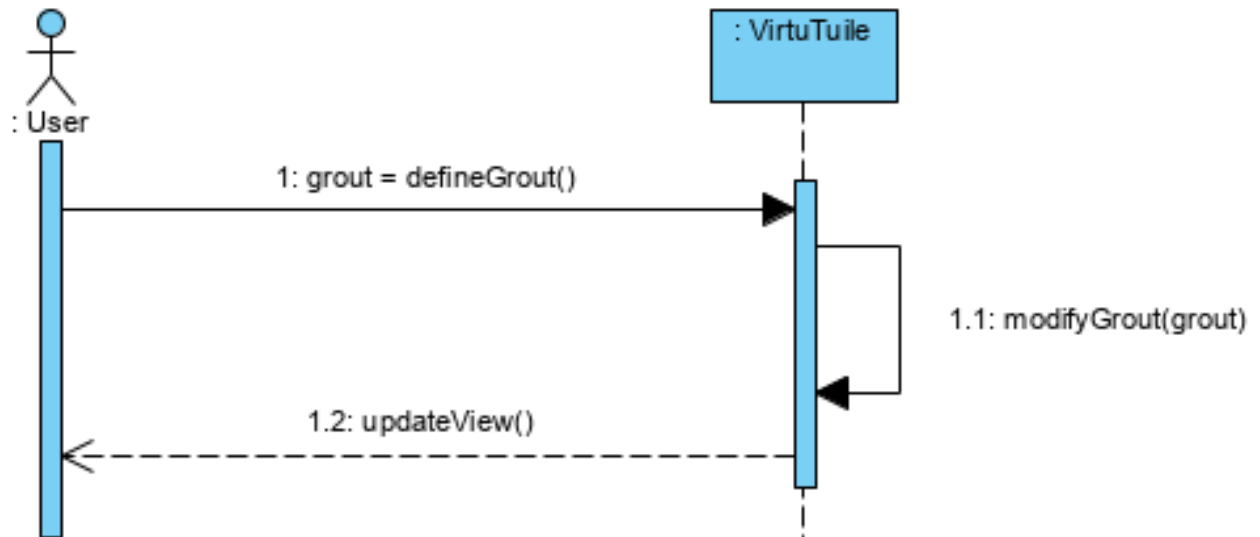 : VirtuTuile
: User
1: grout = defineGrout()
1.1: modifyGrout(grout)
1.2: updateView()